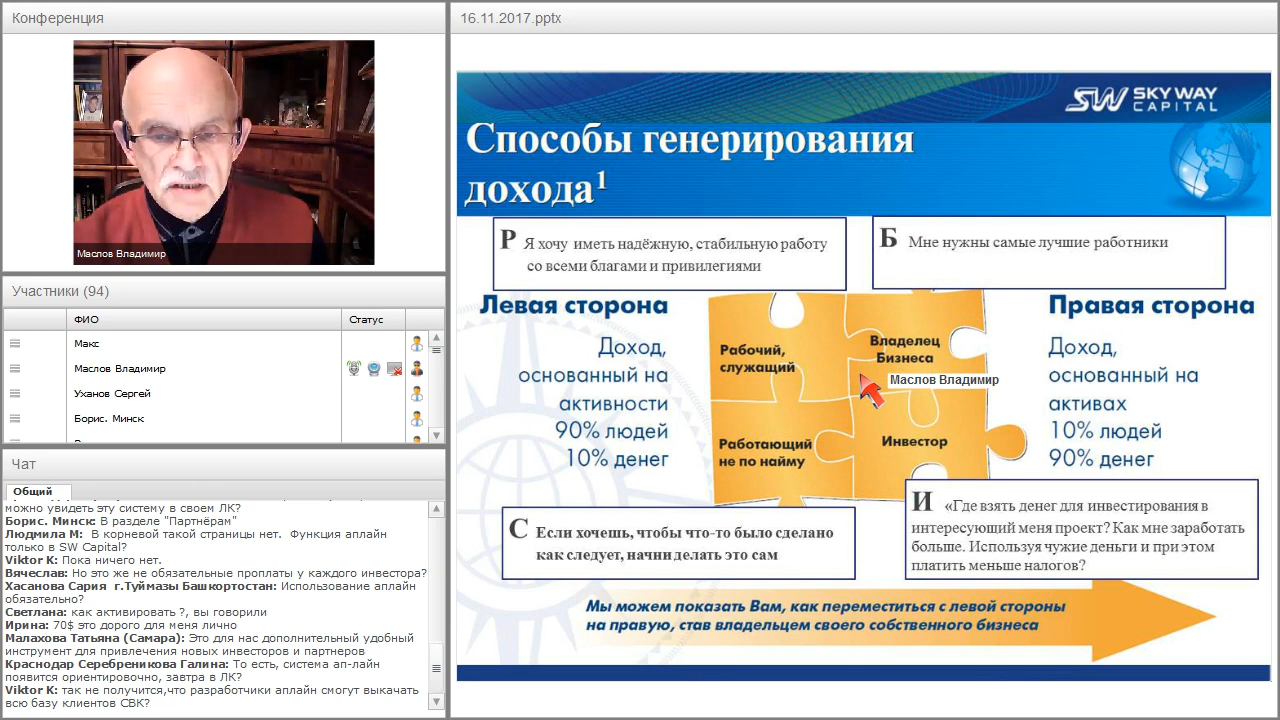 Конференция
Маслов Владимир
Участники (94)
ФИО
Статус
Макс
Маслов Владимир
Уханов Сергей
Борис. Минск
Чат
Общий
можно увидеть эту систему в своем ЛК?
Борис. Минск: В разделе "Партнёрам"
Людмила М: В корневой такой страницы нет. Функция аплайн
только в SW Capital?
Viktor K: Пока ничего нет.
Вячеслав: Но это же не обязательные проплаты у каждого инвестора?
Хасанова Сария г.Туймазы Башкортостан: Использование аплайн
обязательно?
Светлана: как активировать ?, вы говорили
Ирина: 70$ это дорого для меня лично
Малахова Татьяна (Самара): Это для нас дополнительный удобный
инструмент для привлечения новых инвесторов и партнеров
Краснодар Серебреникова Галина: То есть, система ап-лайн
появится ориентировочно, завтра в ЛК?
Viktor K: так не получится,что разработчики аплайн смогут выкачать
всю базу клиентов СВК?
16.11.2017.pptx
SW SKY WAY
CAPITAL
Способы генерирования
дохода1
Р Я хочу иметь надёжную, стабильную работу
со всеми благами и привилегиями
Б Мне нужны самые лучшие работники
Левая сторона
Доход,
основанный на
активности
90% людей
10% денег
Рабочий,
служащий
Владелец
Бизнеса
Маслов Владимир
Работающий
не по найму
Инвестор
Правая сторона
Доход,
основанный на
активах
10% людей
90% денег
С Если хочешь, чтобы что-то было сделано
как следует, начни делать это сам
И «Где взять денег для инвестирования в
интересующий меня проект? Как мне заработать
больше. Используя чужие деньги и при этом
платить меньше налогов?
Мы можем показать Вам, как переместиться с левой стороны
на правую, став владельцем своего собственного бизнеса